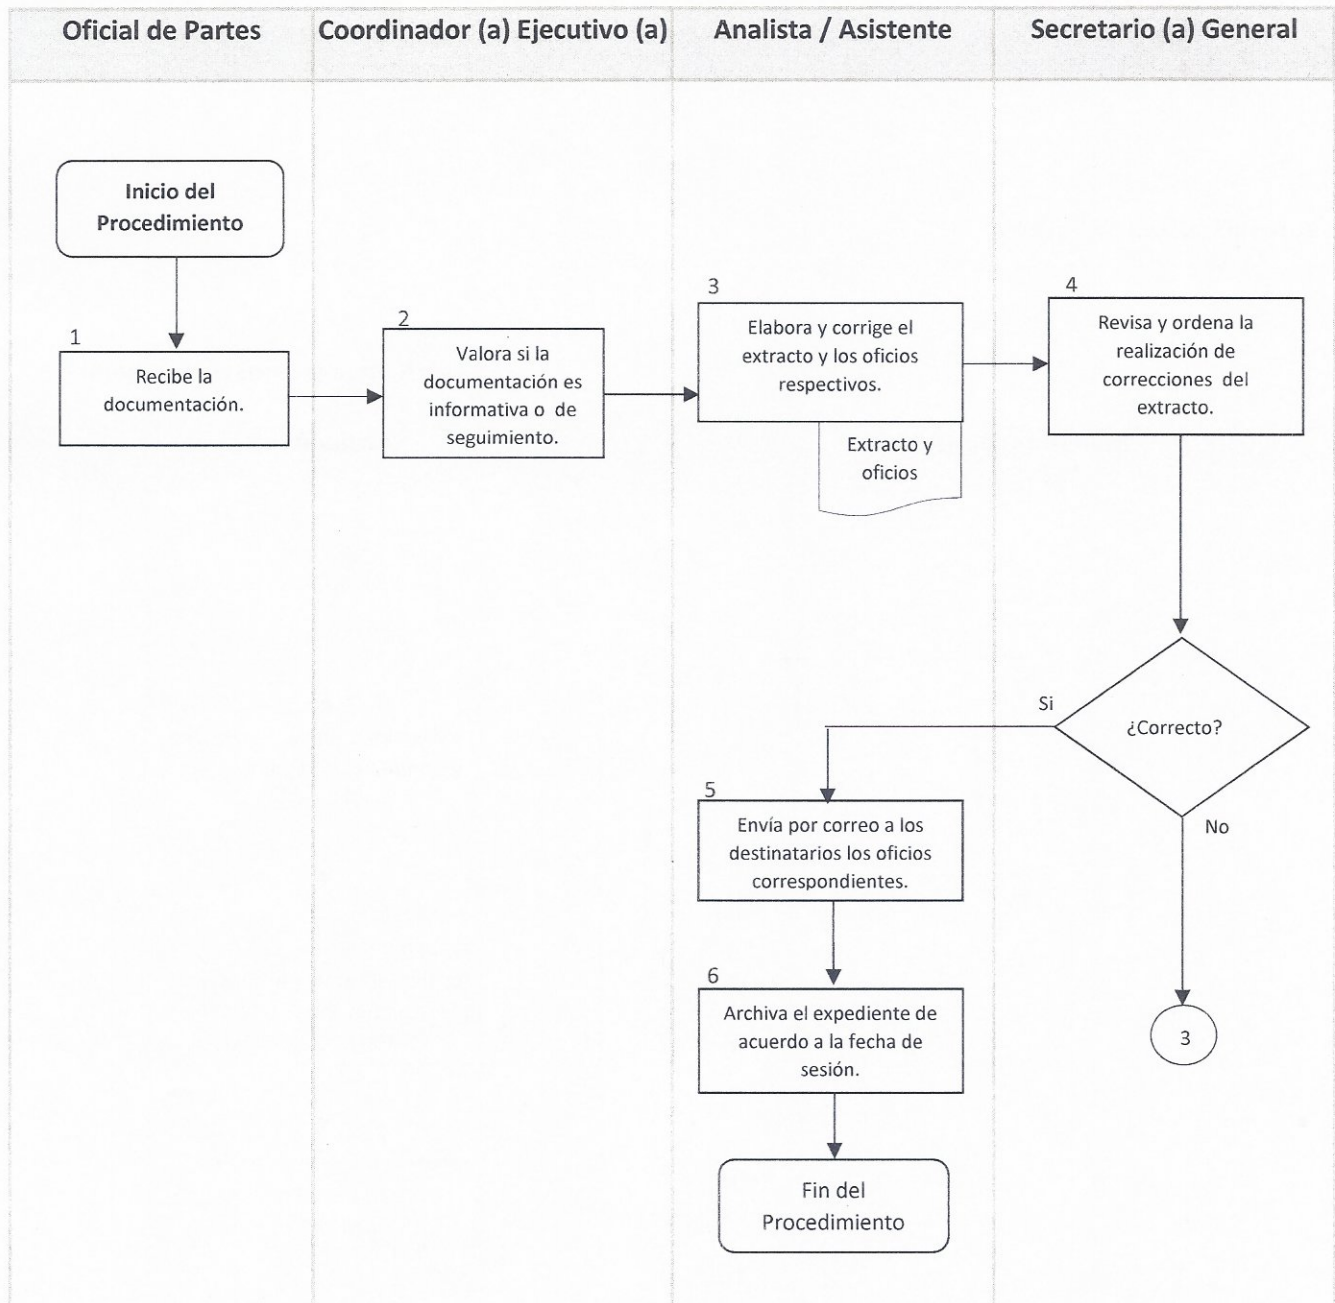 Oficial de Partes
Coordinador (a) Ejecutivo (a)
Analista / Asistente
Secretario (a) General
Inicio del
Procedimiento
1
Recibe la
documentación.
2
Valora si la
documentación es
informativa o de
seguimiento.
3
Elabora y corrige el
extracto y los oficios
respectivos.
Extracto y
oficios
4
Revisa y ordena la
realización de
correcciones del
extracto.
¿Correcto?
Si
No
3
5
Envía por correo a los
destinatarios los oficios
correspondientes.
6
Archiva el expediente de
acuerdo a la fecha de
sesión.
Fin del
Procedimiento